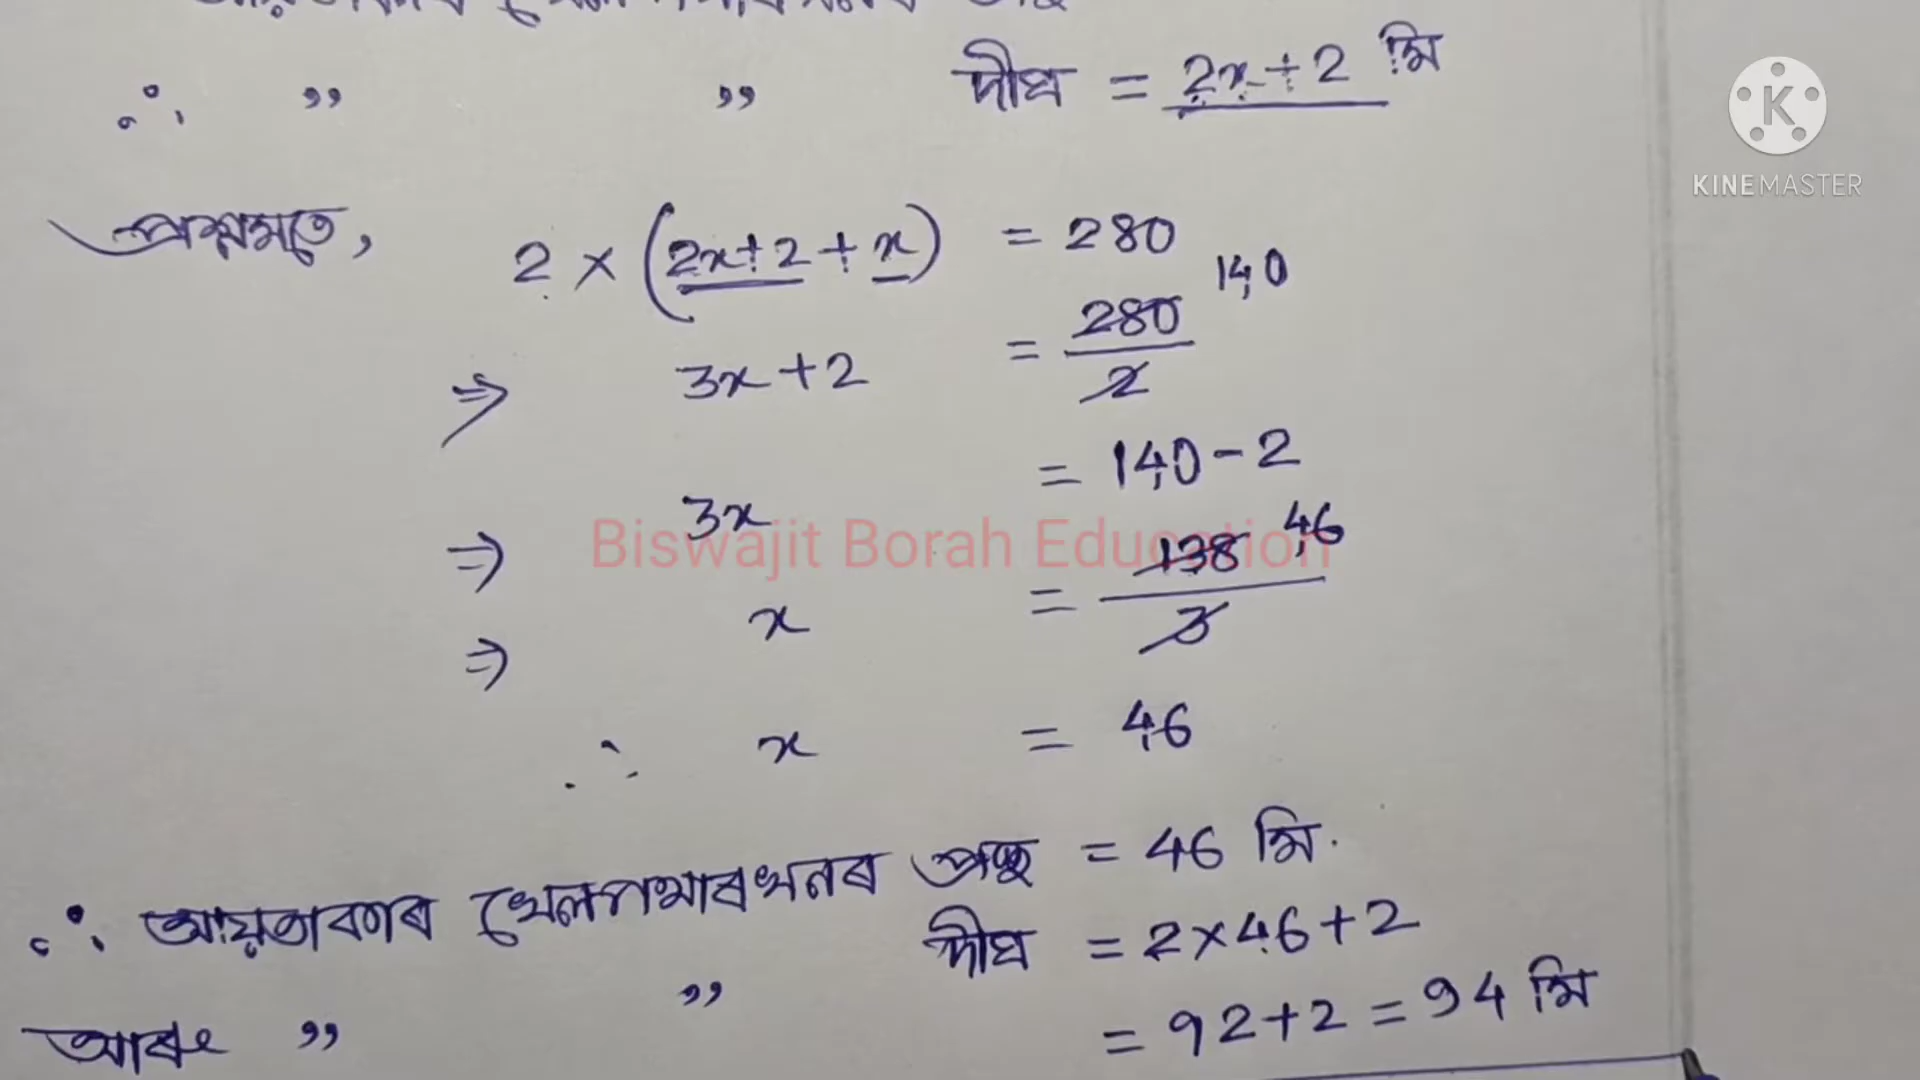 ∴ " " দীঘ = 2x+2 মি
KINEMASTER
প্ৰশ্নমতে, 2 × (2x+2 + x) = 280
⇒ 3x+2 = 280/2 140
⇒ 3x = 140-2
Biswajit Borah Education
⇒ x = 138/3 46
∴ x = 46
∴ আয়তাকাৰ খেলপথাৰখনৰ প্ৰস্থ = 46 মি.
আৰু " " দীঘ = 2×46+2
= 92+2 = 94 মি